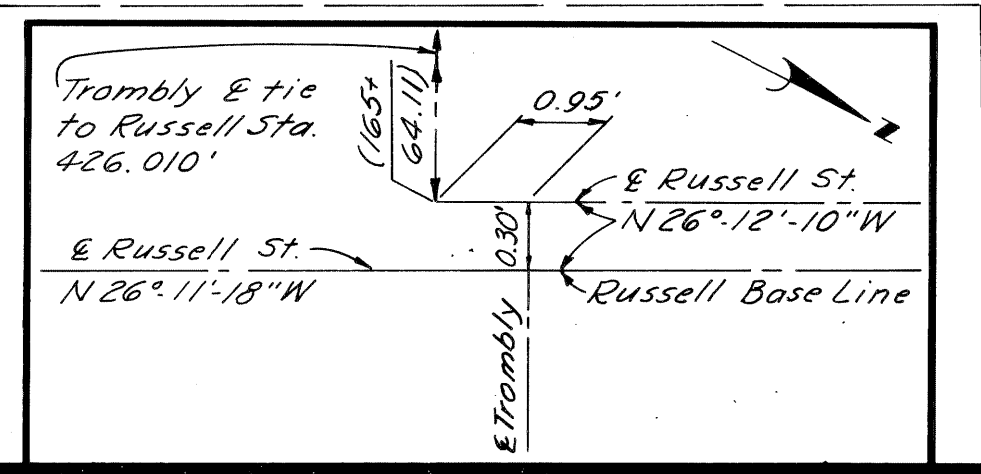 Trombly ℄ tie
to Russell Sta.
426.010'
(165+
64.11)
0.95'
N
℄ Russell St.
N 26°-12'-10"W
0.30'
℄ Russell St.
N 26°-11'-18"W
Russell Base Line
℄ Trombly